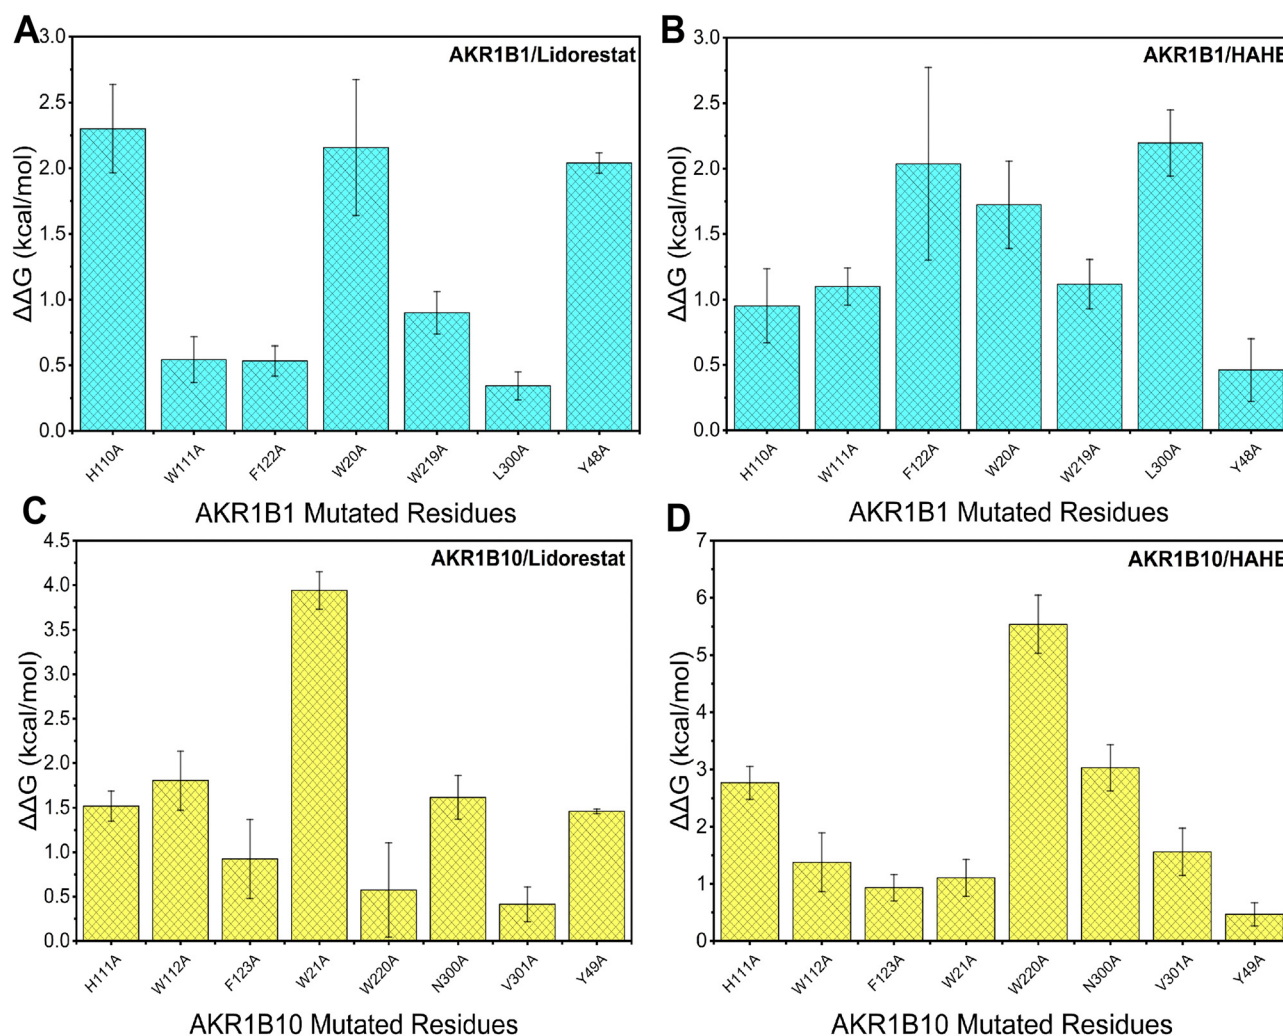 A
AKR1B1/Lidorestat
3.0
2.5
2.0
1.5
1.0
0.5
0.0
ΔΔG (kcal/mol)
H110A
W111A
F122A
W20A
W219A
L300A
Y48A
AKR1B1 Mutated Residues
B
AKR1B1/HAHE
3.0
2.5
2.0
1.5
1.0
0.5
0.0
ΔΔG (kcal/mol)
H110A
W111A
F122A
W20A
W219A
L300A
Y48A
AKR1B1 Mutated Residues
C
AKR1B10/Lidorestat
4.5
4.0
3.5
3.0
2.5
2.0
1.5
1.0
0.5
0.0
ΔΔG (kcal/mol)
H111A
W112A
F123A
W21A
W220A
N300A
V301A
Y49A
AKR1B10 Mutated Residues
D
AKR1B10/HAHE
7
6
5
4
3
2
1
0
ΔΔG (kcal/mol)
H111A
W112A
F123A
W21A
W220A
N300A
V301A
Y49A
AKR1B10 Mutated Residues